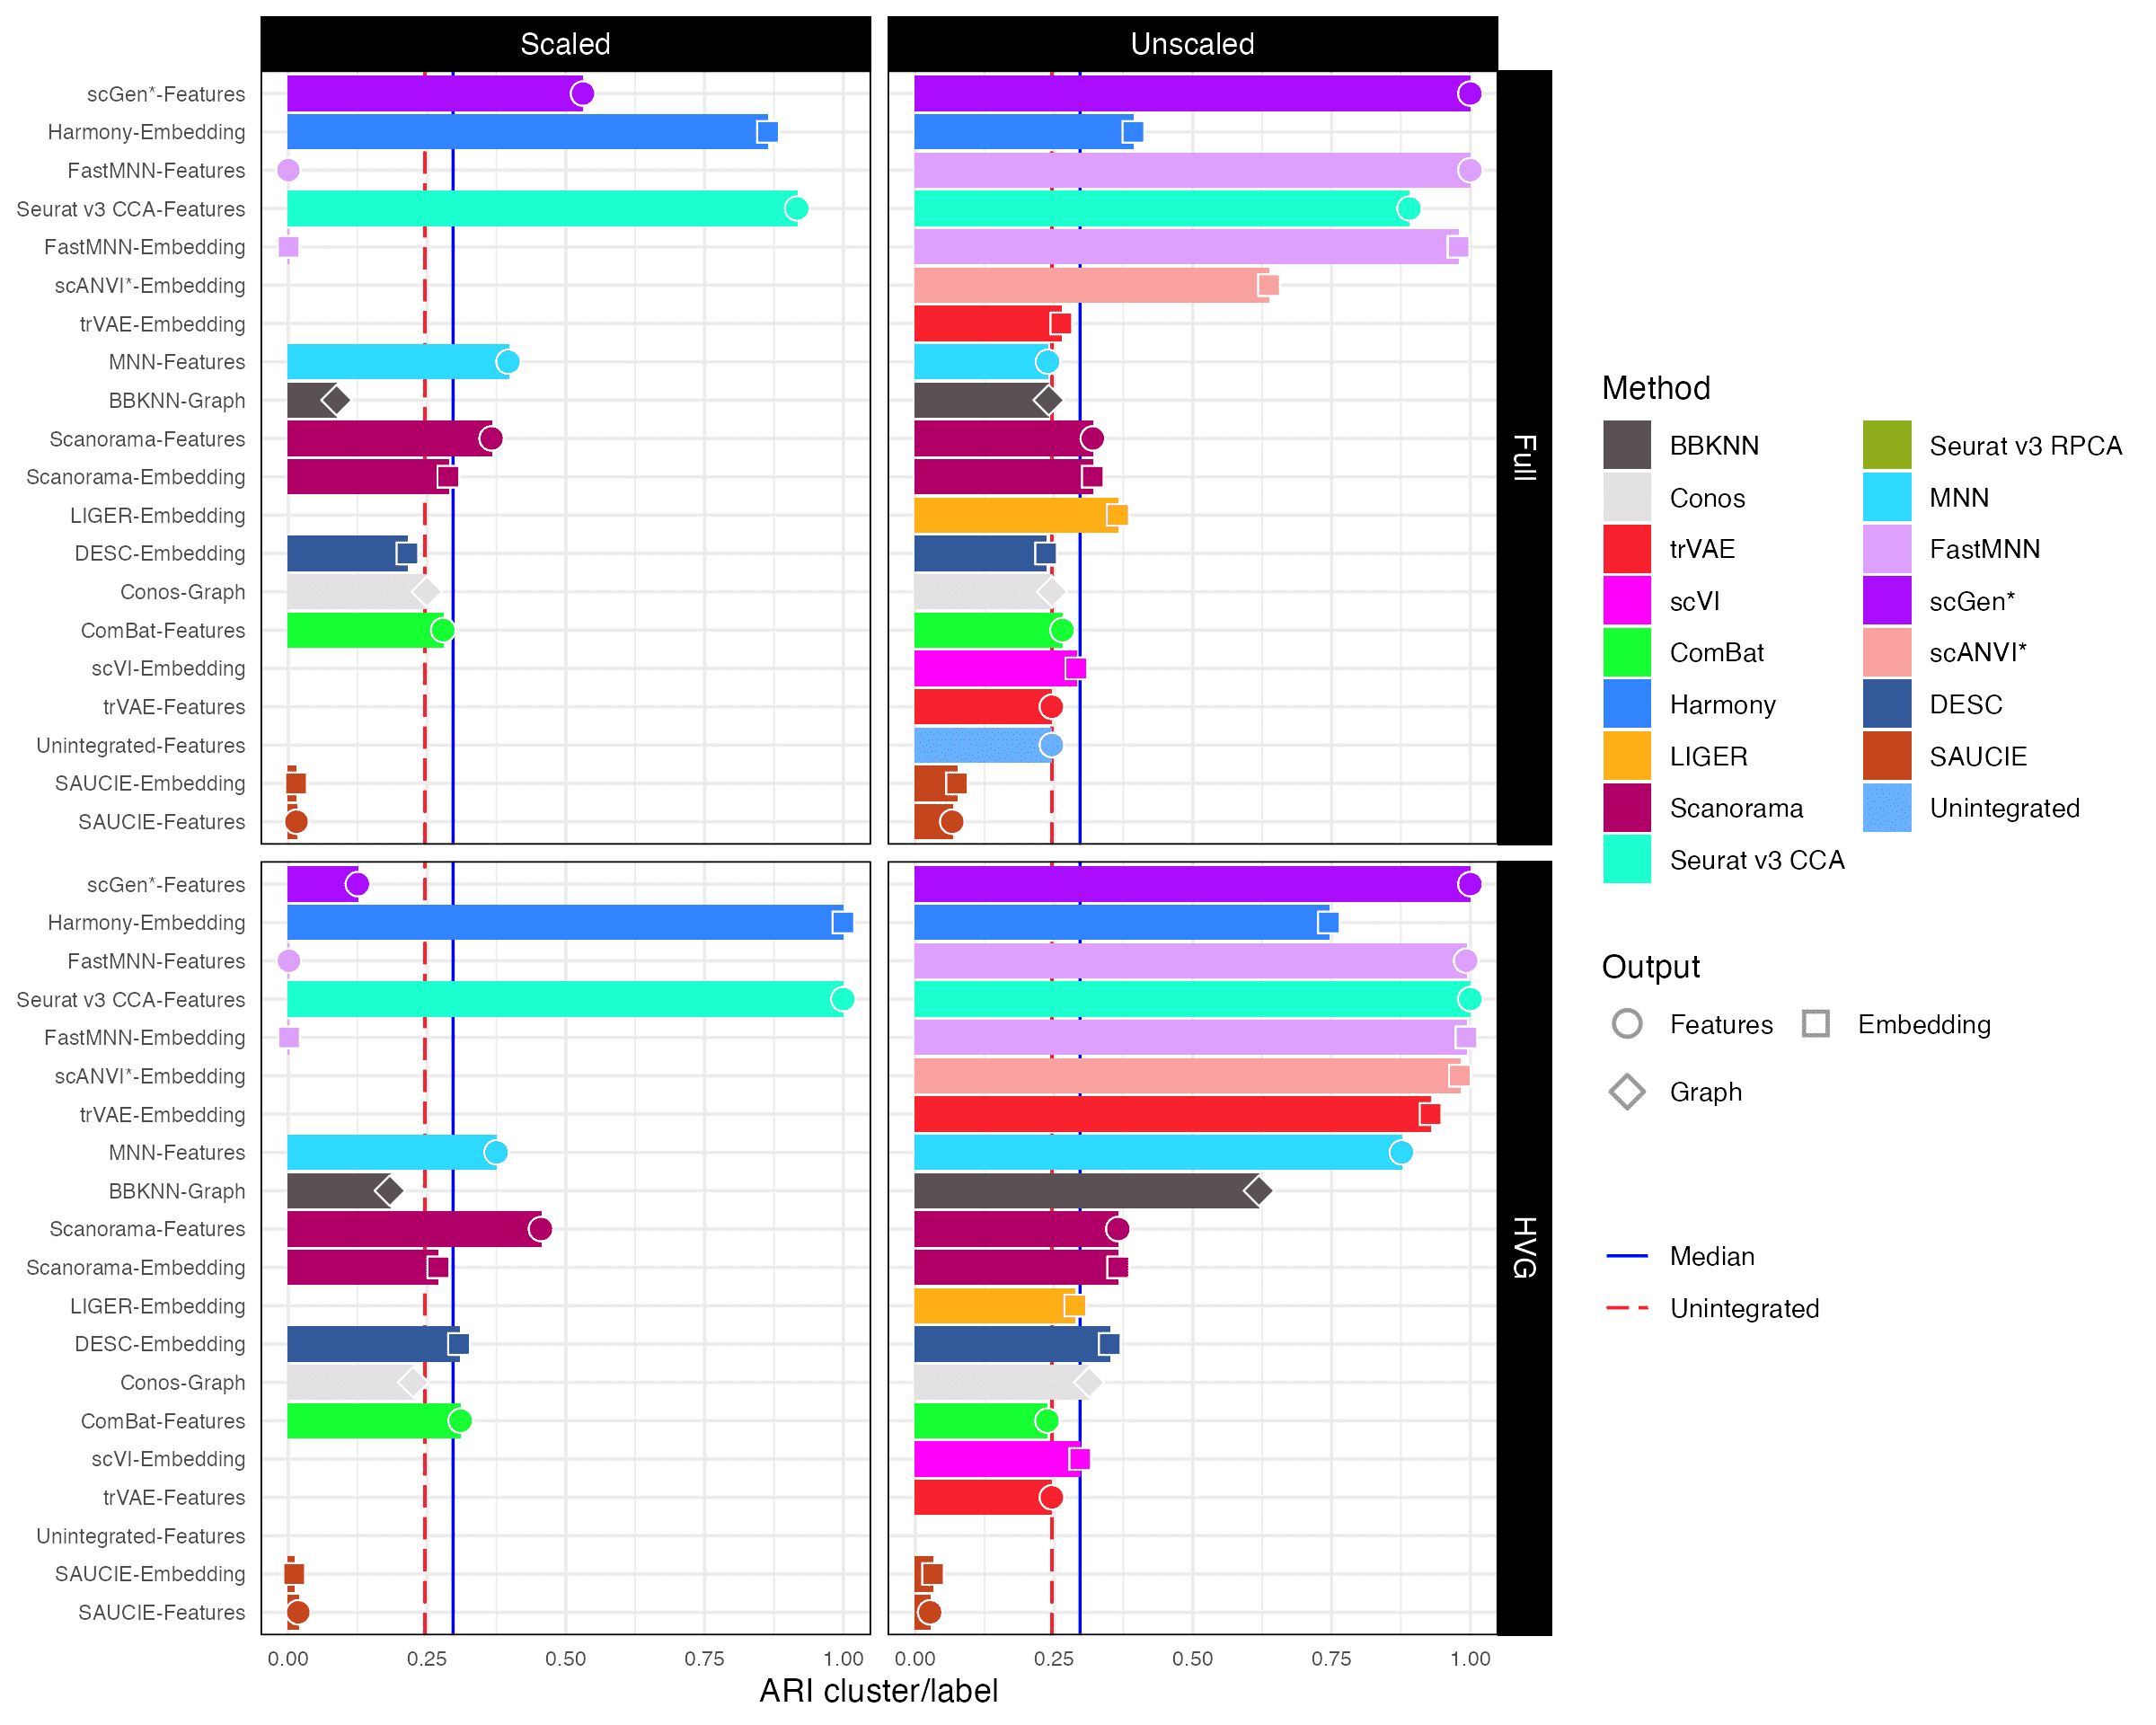 Scaled
Unscaled
scGen*-Features
Harmony-Embedding
FastMNN-Features
Seurat v3 CCA-Features
FastMNN-Embedding
scANVI*-Embedding
trVAE-Embedding
MNN-Features
BBKNN-Graph
Scanorama-Features
Scanorama-Embedding
LIGER-Embedding
DESC-Embedding
Conos-Graph
ComBat-Features
scVI-Embedding
trVAE-Features
Unintegrated-Features
SAUCIE-Embedding
SAUCIE-Features
Full
scGen*-Features
Harmony-Embedding
FastMNN-Features
Seurat v3 CCA-Features
FastMNN-Embedding
scANVI*-Embedding
trVAE-Embedding
MNN-Features
BBKNN-Graph
Scanorama-Features
Scanorama-Embedding
LIGER-Embedding
DESC-Embedding
Conos-Graph
ComBat-Features
scVI-Embedding
trVAE-Features
Unintegrated-Features
SAUCIE-Embedding
SAUCIE-Features
HVG
0.00 0.25 0.50 0.75 1.00
0.00 0.25 0.50 0.75 1.00
ARI cluster/label
Method
BBKNN
Conos
trVAE
scVI
ComBat
Harmony
LIGER
Scanorama
Seurat v3 CCA
Seurat v3 RPCA
MNN
FastMNN
scGen*
scANVI*
DESC
SAUCIE
Unintegrated
Output
Features
Embedding
Graph
Median
Unintegrated